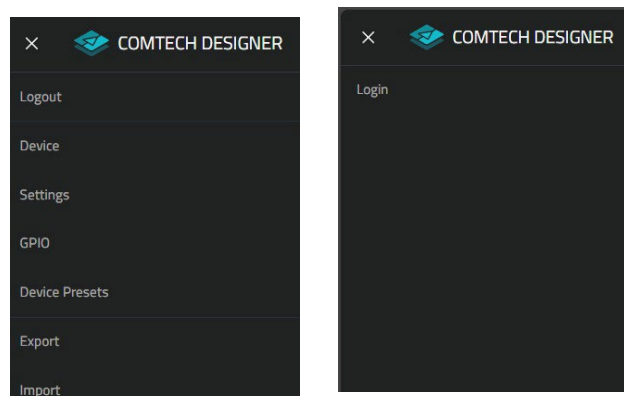 COMTECH DESIGNER
Logout
Device
Settings
GPIO
Device Presets
Export
Import
COMTECH DESIGNER
Login